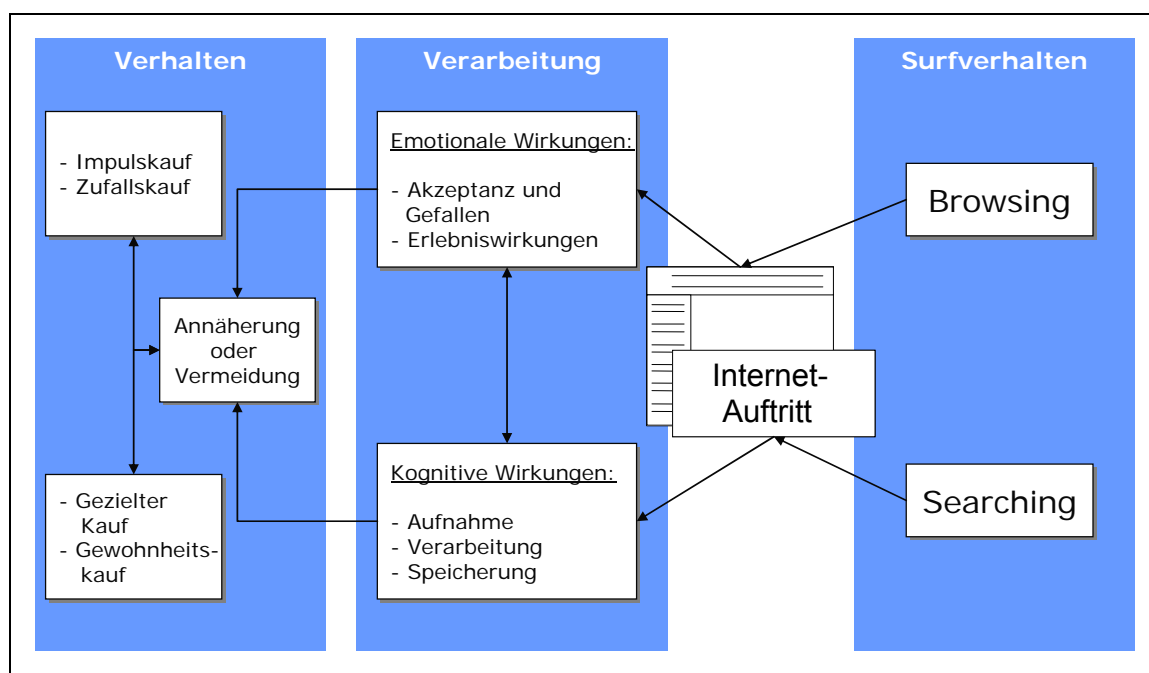 Verhalten
- Impulskauf
- Zufallskauf
Annäherung
oder
Vermeidung
- Gezielter
Kauf
- Gewohnheits-
kauf
Verarbeitung
Emotionale Wirkungen:
- Akzeptanz und
Gefallen
- Erlebniswirkungen
Kognitive Wirkungen:
- Aufnahme
- Verarbeitung
- Speicherung
Internet-
Auftritt
Surfverhalten
Browsing
Searching